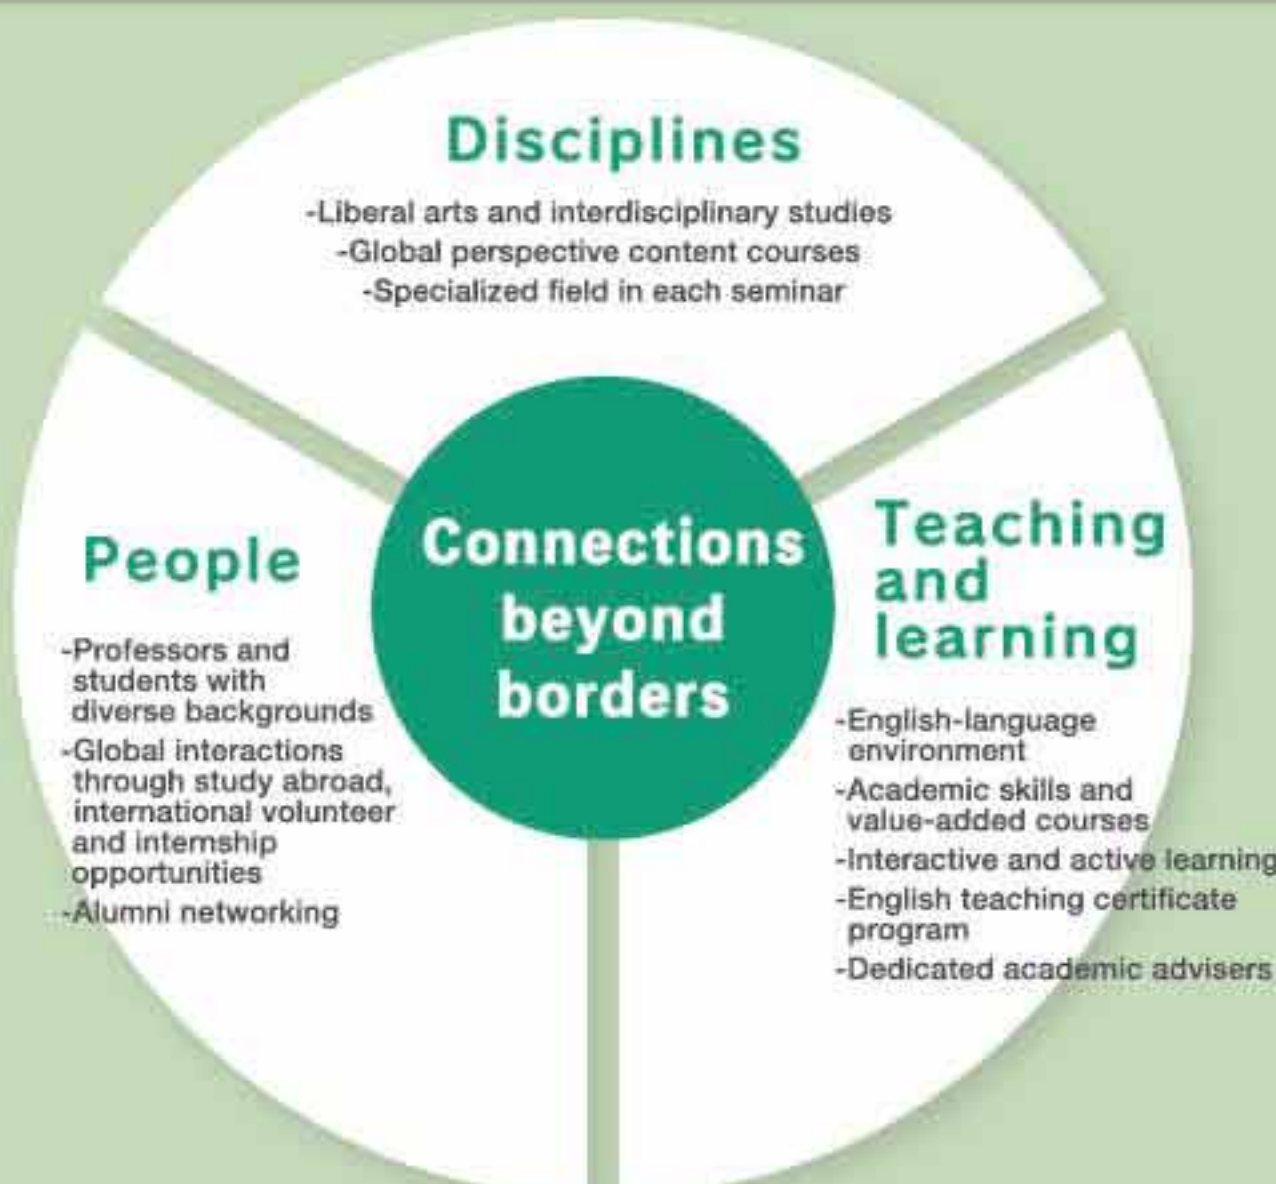 Disciplines
-Liberal arts and interdisciplinary studies
-Global perspective content courses
-Specialized field in each seminar
Connections
beyond
borders
People
-Professors and
students with
diverse backgrounds
-Global interactions
through study abroad,
international volunteer
and internship
opportunities
-Alumni networking
Teaching
and
learning
-English-language
environment
-Academic skills and
value-added courses
-Interactive and active learning
-English teaching certificate
program
-Dedicated academic advisers